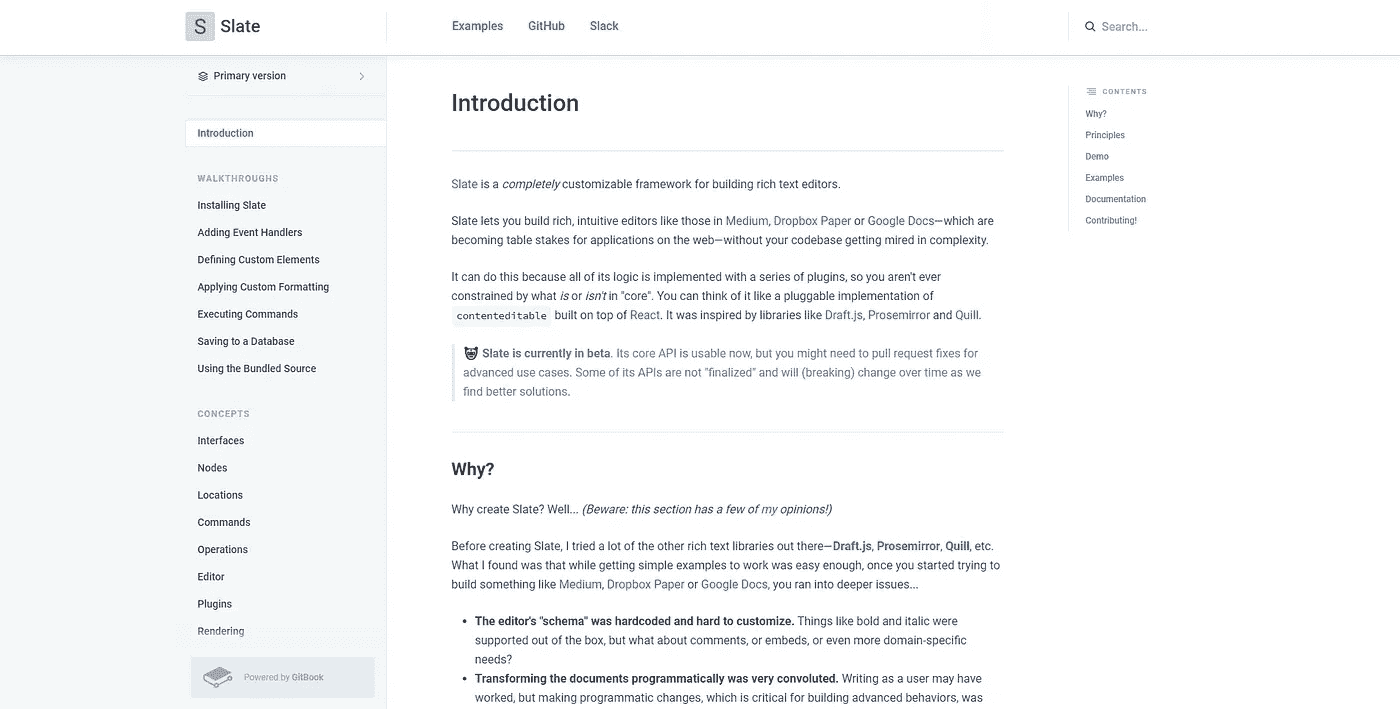 S Slate
Examples GitHub Slack
Search...
Primary version
Introduction
WALKTHROUGHS
Installing Slate
Adding Event Handlers
Defining Custom Elements
Applying Custom Formatting
Executing Commands
Saving to a Database
Using the Bundled Source
CONCEPTS
Interfaces
Nodes
Locations
Commands
Operations
Editor
Plugins
Rendering
Powered by GitBook
Introduction
Slate is a completely customizable framework for building rich text editors.
Slate lets you build rich, intuitive editors like those in Medium, Dropbox Paper or Google Docs—which are
becoming table stakes for applications on the web—without your codebase getting mired in complexity.
It can do this because all of its logic is implemented with a series of plugins, so you aren't ever
constrained by what is or isn't in "core". You can think of it like a pluggable implementation of
contenteditable built on top of React. It was inspired by libraries like Draft.js, Prosemirror and Quill.
Slate is currently in beta. Its core API is usable now, but you might need to pull request fixes for
advanced use cases. Some of its APIs are not "finalized" and will (breaking) change over time as we
find better solutions.
Why?
Why create Slate? Well... (Beware: this section has a few of my opinions!)
Before creating Slate, I tried a lot of the other rich text libraries out there—Draft.js, Prosemirror, Quill, etc.
What I found was that while getting simple examples to work was easy enough, once you started trying to
build something like Medium, Dropbox Paper or Google Docs, you ran into deeper issues...
• The editor's "schema" was hardcoded and hard to customize. Things like bold and italic were
supported out of the box, but what about comments, or embeds, or even more domain-specific
needs?
• Transforming the documents programmatically was very convoluted. Writing as a user may have
worked, but making programmatic changes, which is critical for building advanced behaviors, was
CONTENTS
Why?
Principles
Demo
Examples
Documentation
Contributing!